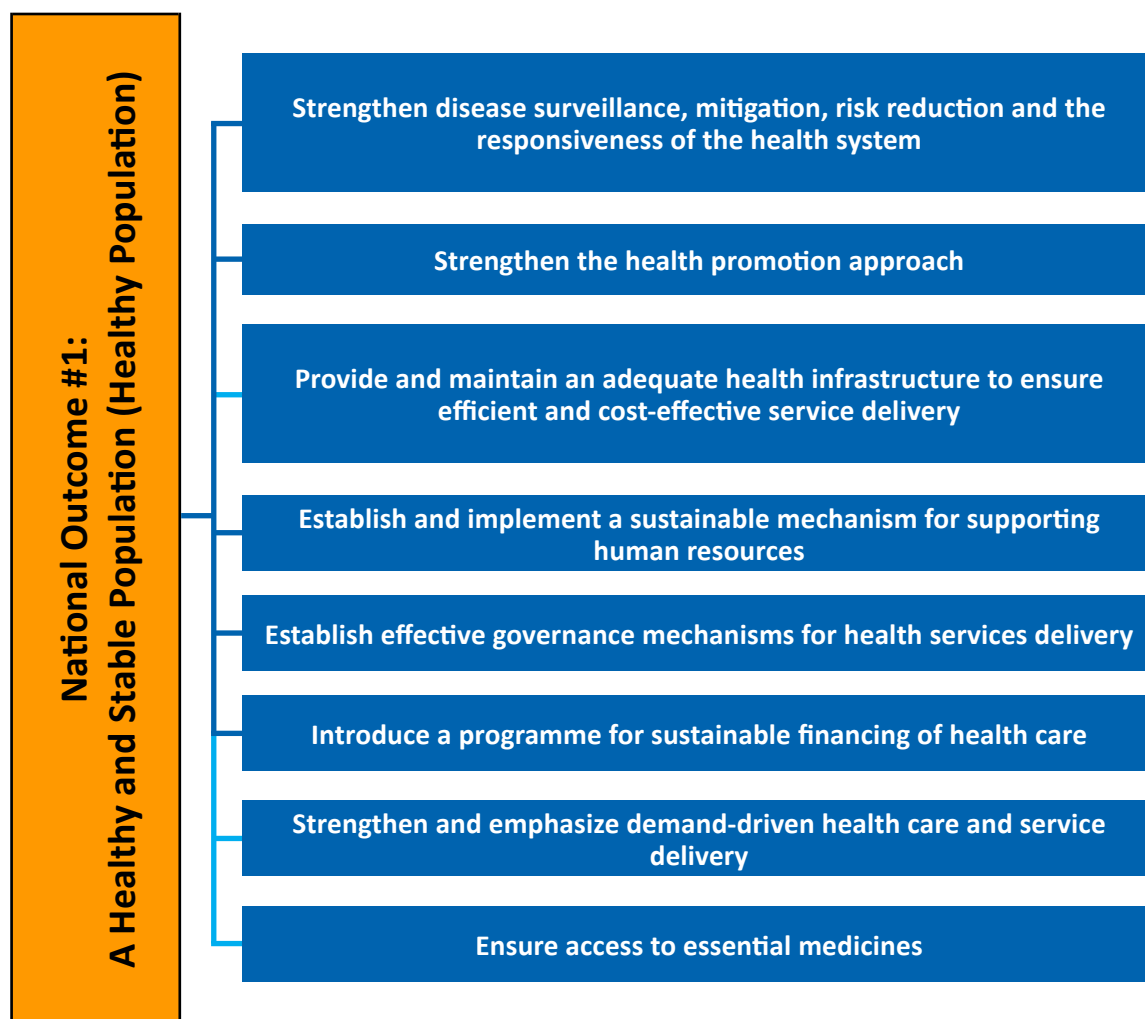 National Outcome #1:
A Healthy and Stable Population (Healthy Population)
Strengthen disease surveillance, mitigation, risk reduction and the
responsiveness of the health system
Strengthen the health promotion approach
Provide and maintain an adequate health infrastructure to ensure
efficient and cost-effective service delivery
Establish and implement a sustainable mechanism for supporting
human resources
Establish effective governance mechanisms for health services delivery
Introduce a programme for sustainable financing of health care
Strengthen and emphasize demand-driven health care and service
delivery
Ensure access to essential medicines